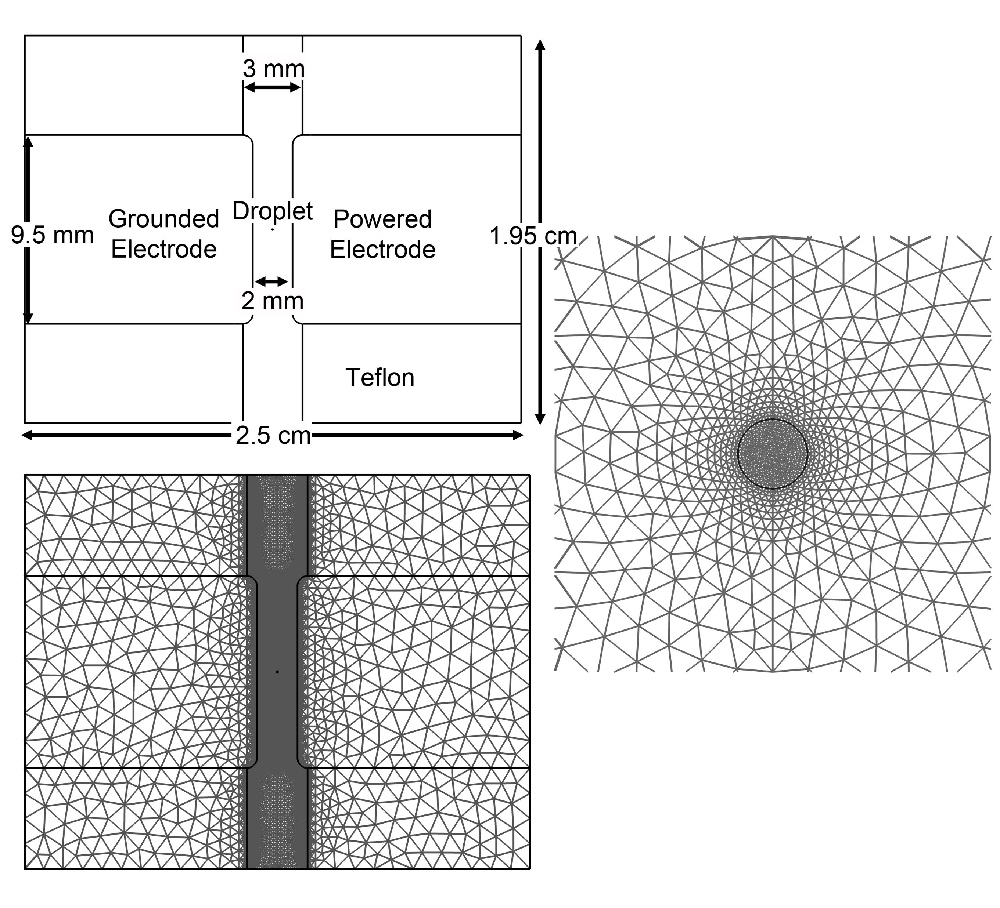 3 mm
Droplet
Grounded
Electrode
Powered
Electrode
9.5 mm
1.95 cm
2 mm
Teflon
2.5 cm